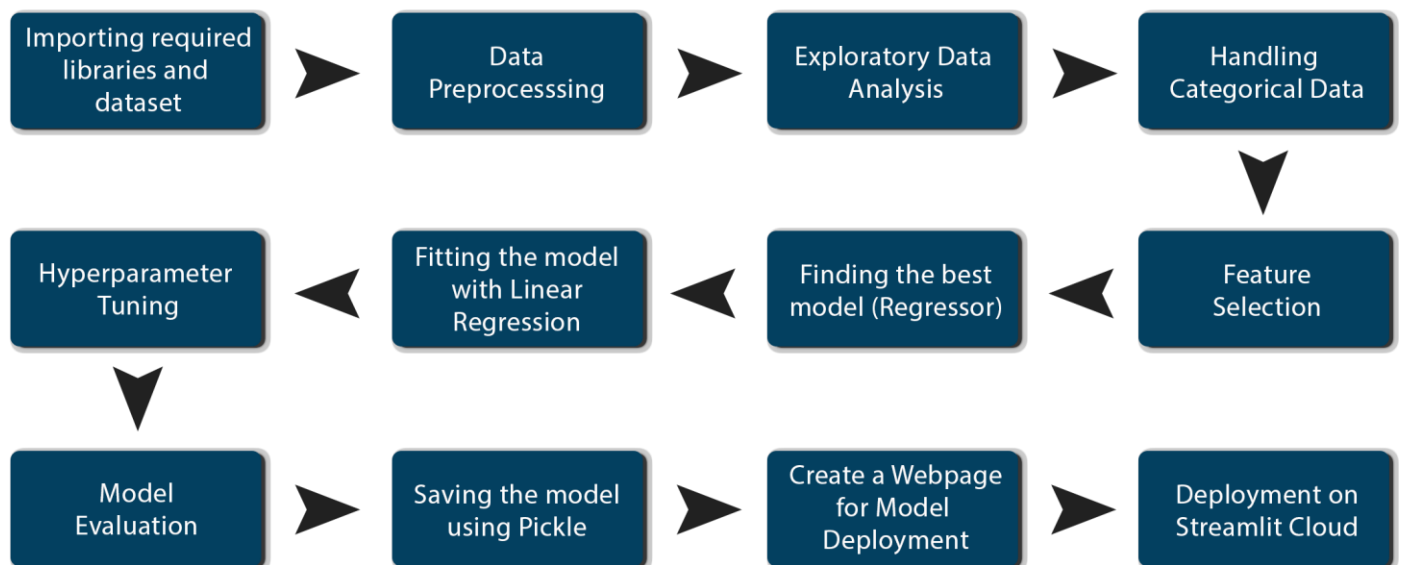 Importing required
libraries and
dataset
Data
Preprocesssing
Exploratory Data
Analysis
Handling
Categorical Data
Feature
Selection
Finding the best
model (Regressor)
Fitting the model
with Linear
Regression
Hyperparameter
Tuning
Model
Evaluation
Saving the model
using Pickle
Create a Webpage
for Model
Deployment
Deployment on
Streamlit Cloud